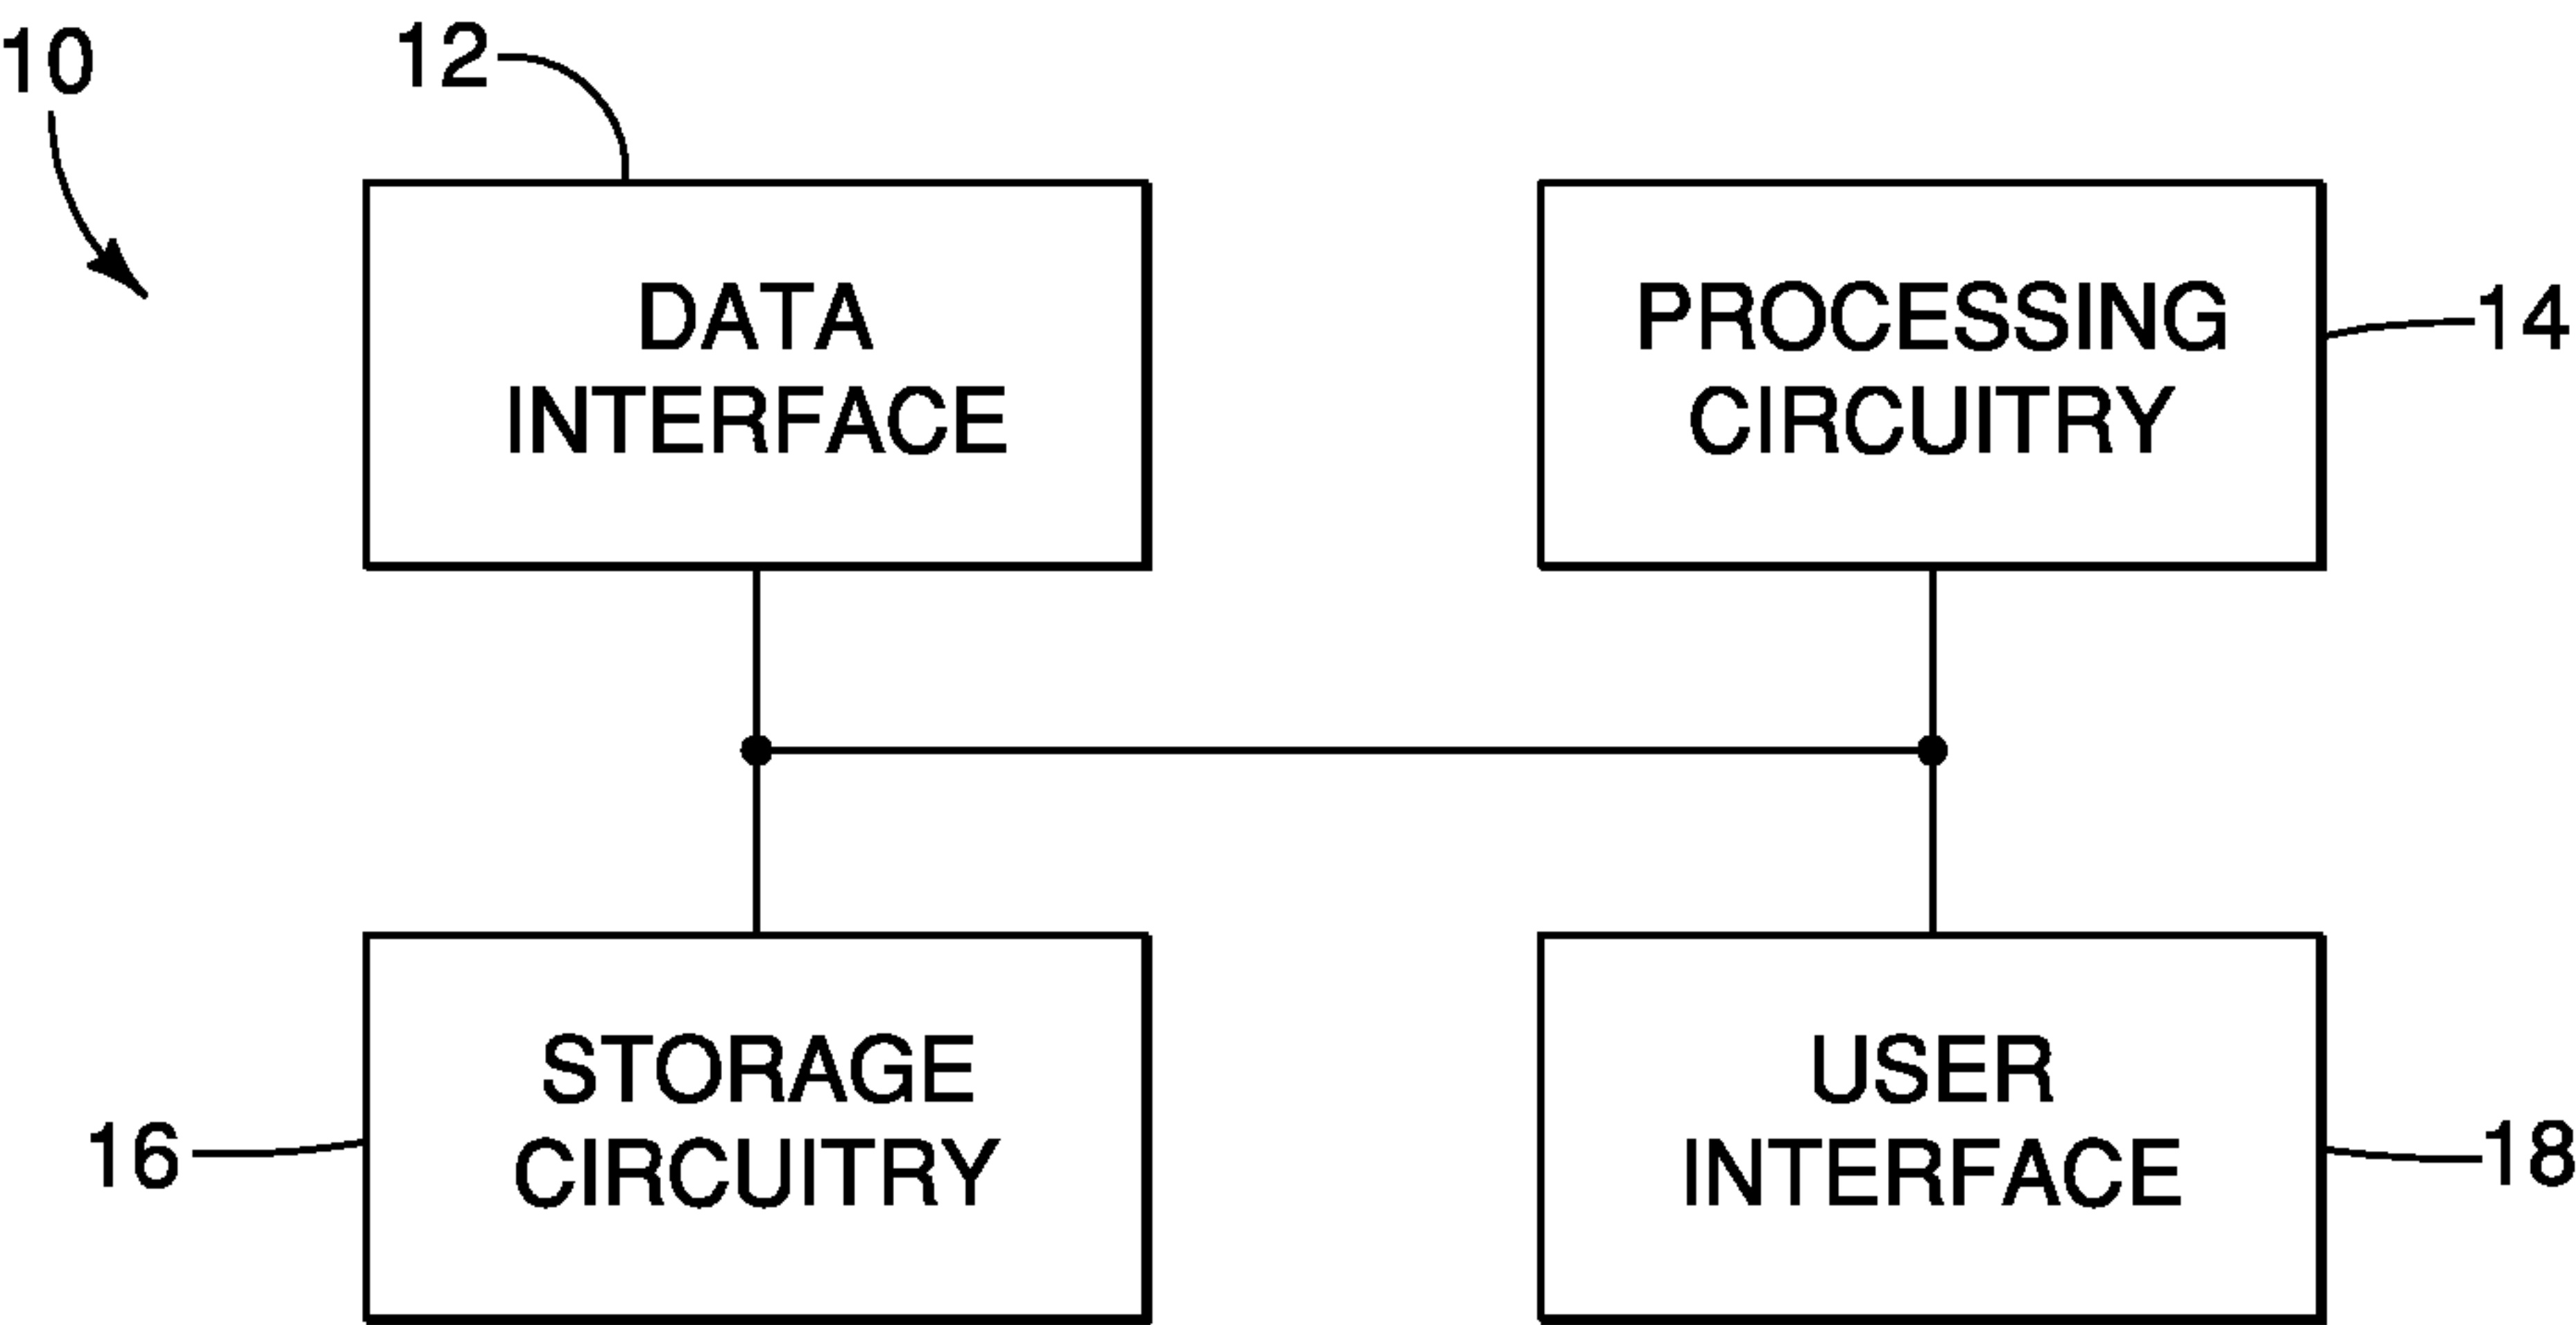 10
12
DATA
INTERFACE
PROCESSING
CIRCUITRY
14
STORAGE
CIRCUITRY
16
USER
INTERFACE
18